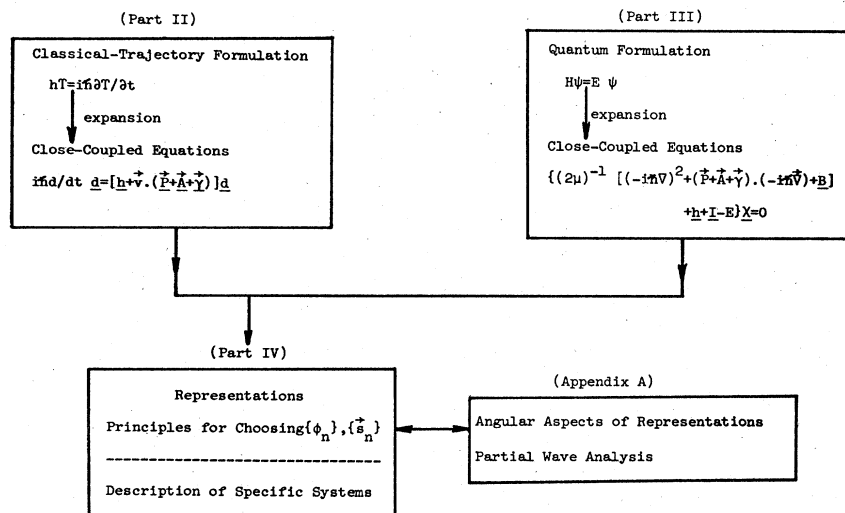 (Part II)
Classical-Trajectory Formulation
hT=iℏ∂T/∂t
expansion
Close-Coupled Equations
iℏd/dt d=[h+v⃗.(P⃗+A⃗+γ⃗)]d
(Part III)
Quantum Formulation
Hψ=E ψ
expansion
Close-Coupled Equations
{(2μ)⁻¹ [(-iℏ∇)²+(P⃗+A⃗+γ⃗).(-iℏ∇⃗)+B]
+h+I-E}X=0
(Part IV)
Representations
Principles for Choosing{ϕₙ},{s⃗ₙ}
Description of Specific Systems
(Appendix A)
Angular Aspects of Representations
Partial Wave Analysis